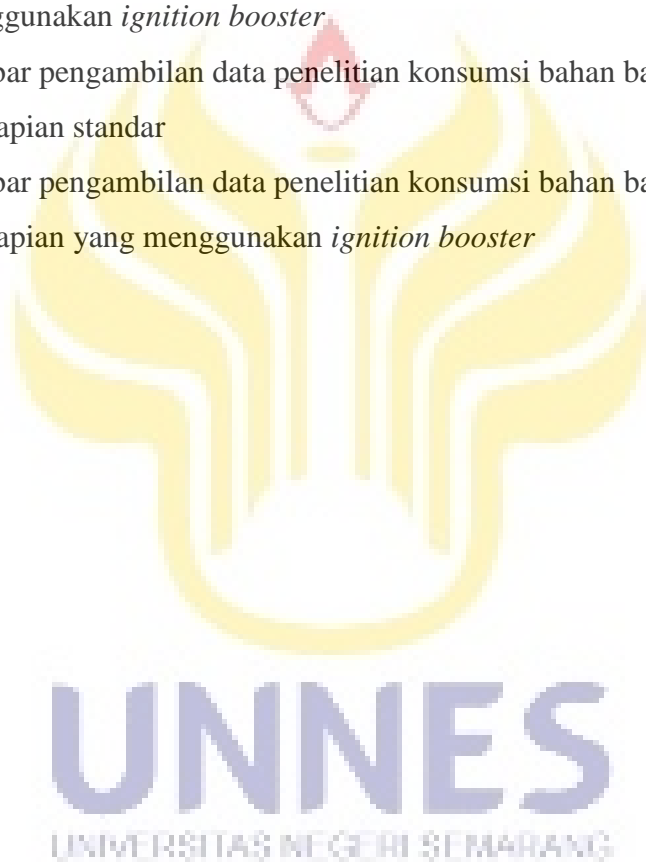 ggunakan ignition booster
bar pengambilan data penelitian konsumsi bahan ba
apian standar
bar pengambilan data penelitian konsumsi bahan ba
apian yang menggunakan ignition booster
UNNES
UNIVERSITAS NEGERI SEMARANG